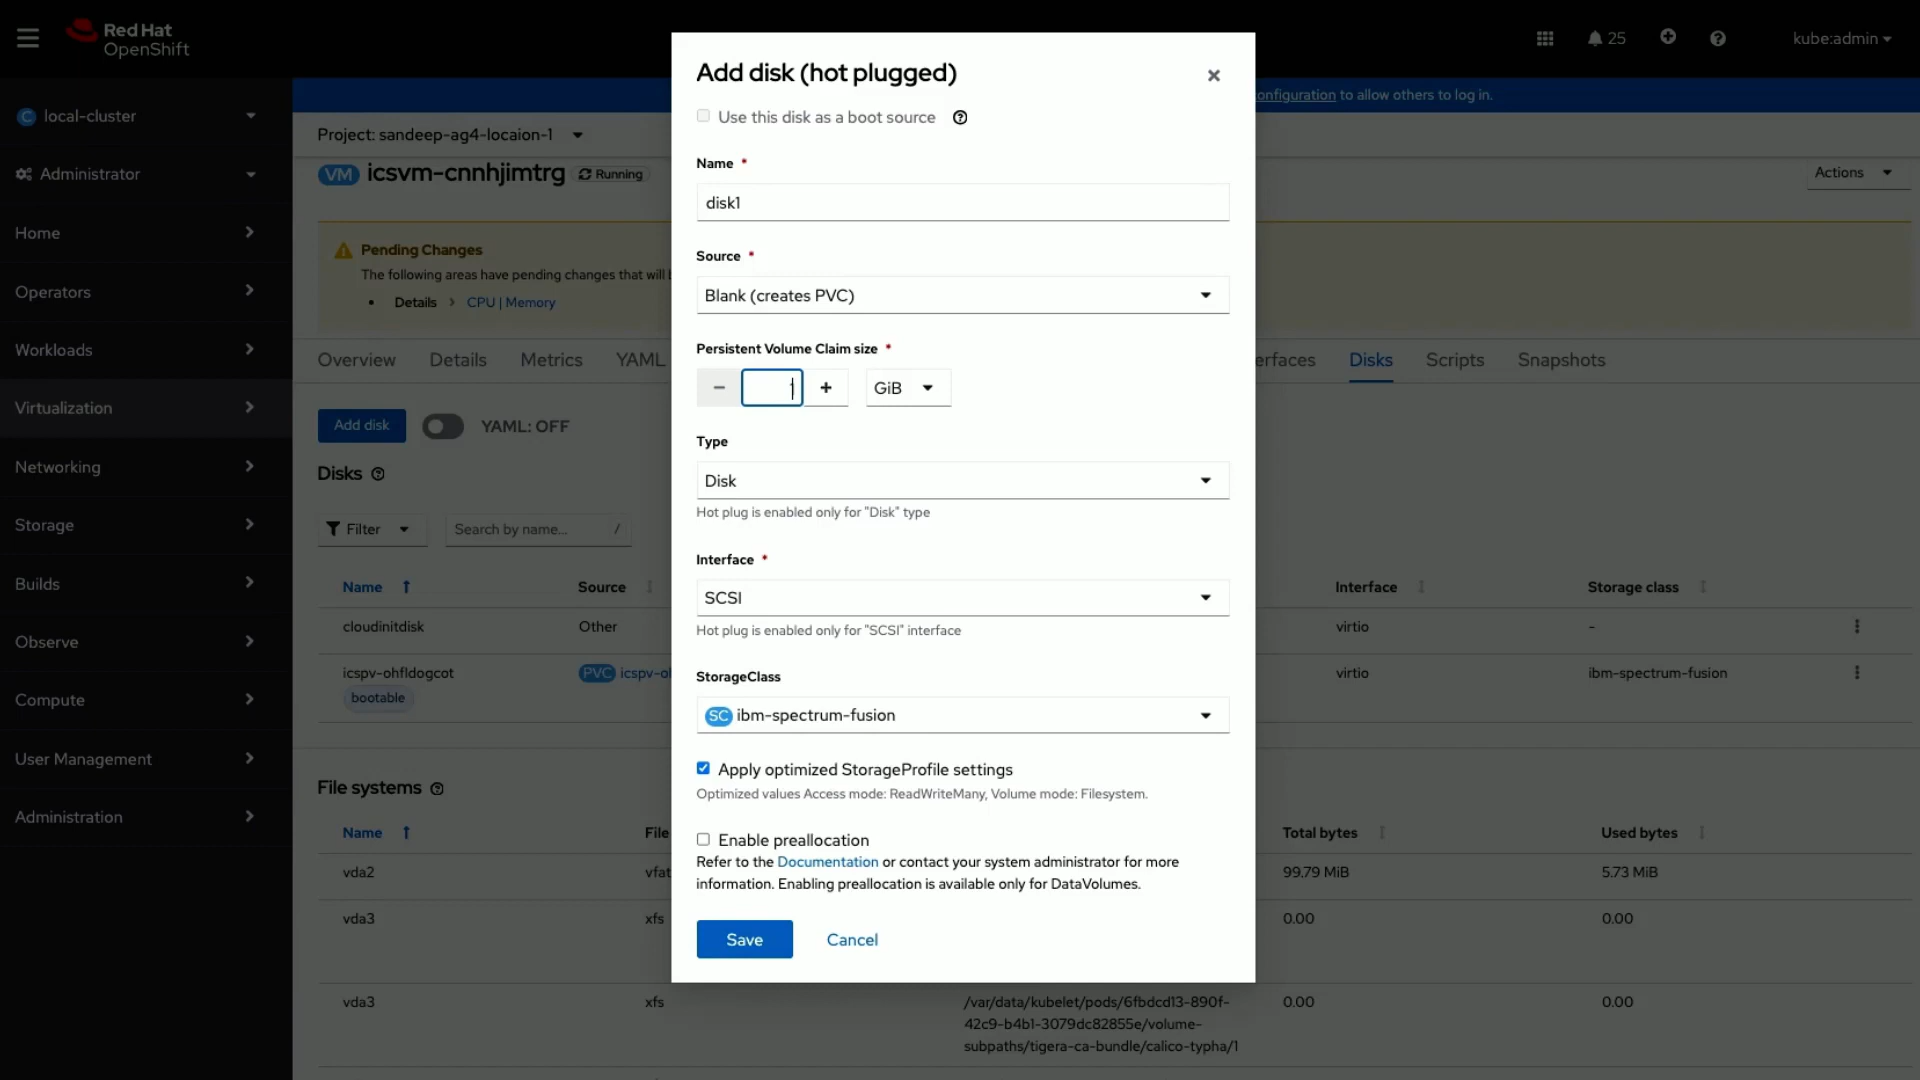 Red Hat
OpenShift
25
kube:admin
local-cluster
Administrator
Home
Operators
Workloads
Virtualization
Networking
Storage
Builds
Observe
Compute
User Management
Administration
onfiguration to allow others to log in.
Project: sandeep-ag4-locaion-1
VM icsvm-cnnhjimtrg Running
Actions
Pending Changes
The following areas have pending changes that will
• Details > CPU | Memory
Overview Details Metrics YAML erfaces Disks Scripts Snapshots
Add disk YAML: OFF
Disks
Filter Search by name... /
Name Source Interface Storage class
cloudinitdisk Other virtio -
icspv-ohfldogcot PVC icspv-oh virtio ibm-spectrum-fusion
bootable
File systems
Name File Total bytes Used bytes
vda2 vfat 99.79 MiB 5.73 MiB
vda3 xfs 0.00 0.00
vda3 xfs /var/data/kubelet/pods/6fbdcd13-890f- 0.00 0.00
42c9-b4b1-3079dc82855e/volume-
subpaths/tigera-ca-bundle/calico-typha/1
Add disk (hot plugged)
Use this disk as a boot source
Name *
disk1
Source *
Blank (creates PVC)
Persistent Volume Claim size *
1 GiB
Type
Disk
Hot plug is enabled only for "Disk" type
Interface *
SCSI
Hot plug is enabled only for "SCSI" interface
StorageClass
SC ibm-spectrum-fusion
Apply optimized StorageProfile settings
Optimized values Access mode: ReadWriteMany, Volume mode: Filesystem.
Enable preallocation
Refer to the Documentation or contact your system administrator for more
information. Enabling preallocation is available only for DataVolumes.
Save Cancel